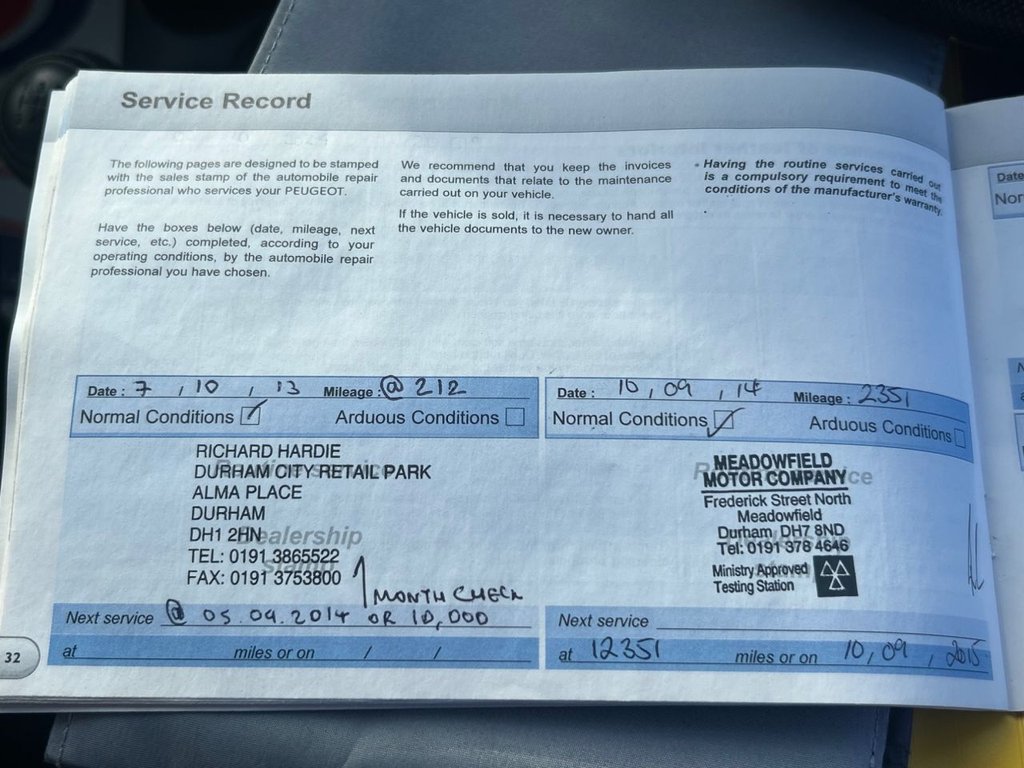 Service Record
The following pages are designed to be stamped
with the sales stamp of the automobile repair
professional who services your PEUGEOT.
Have the boxes below (date, mileage, next
service, etc.) completed, according to your
operating conditions, by the automobile repair
professional you have chosen.
We recommend that you keep the invoices
and documents that relate to the maintenance
carried out on your vehicle.
If the vehicle is sold, it is necessary to hand all
the vehicle documents to the new owner.
• Having the routine services carried out
is a compulsory requirement to meet the
conditions of the manufacturer's warranty.
Date : 7 / 10 / 13 Mileage : @ 212
Normal Conditions Arduous Conditions
RICHARD HARDIE
DURHAM CITY RETAIL PARK
ALMA PLACE
DURHAM
DH1 2HN
Dealership
stamp
TEL: 0191 3865522
FAX: 0191 3753800
1 MONTH CHECK
Next service @ 05.09.2014 OR 10,000
at miles or on / /
Date : 10 / 09 / 14 Mileage : 2351
Normal Conditions Arduous Conditions
MEADOWFIELD
MOTOR COMPANY
Frederick Street North
Meadowfield
Durham DH7 8ND
Tel: 0191 378 4646
Ministry Approved
Testing Station
Next service
at 12351 miles or on 10 / 09 / 2015
32
Date
Nor